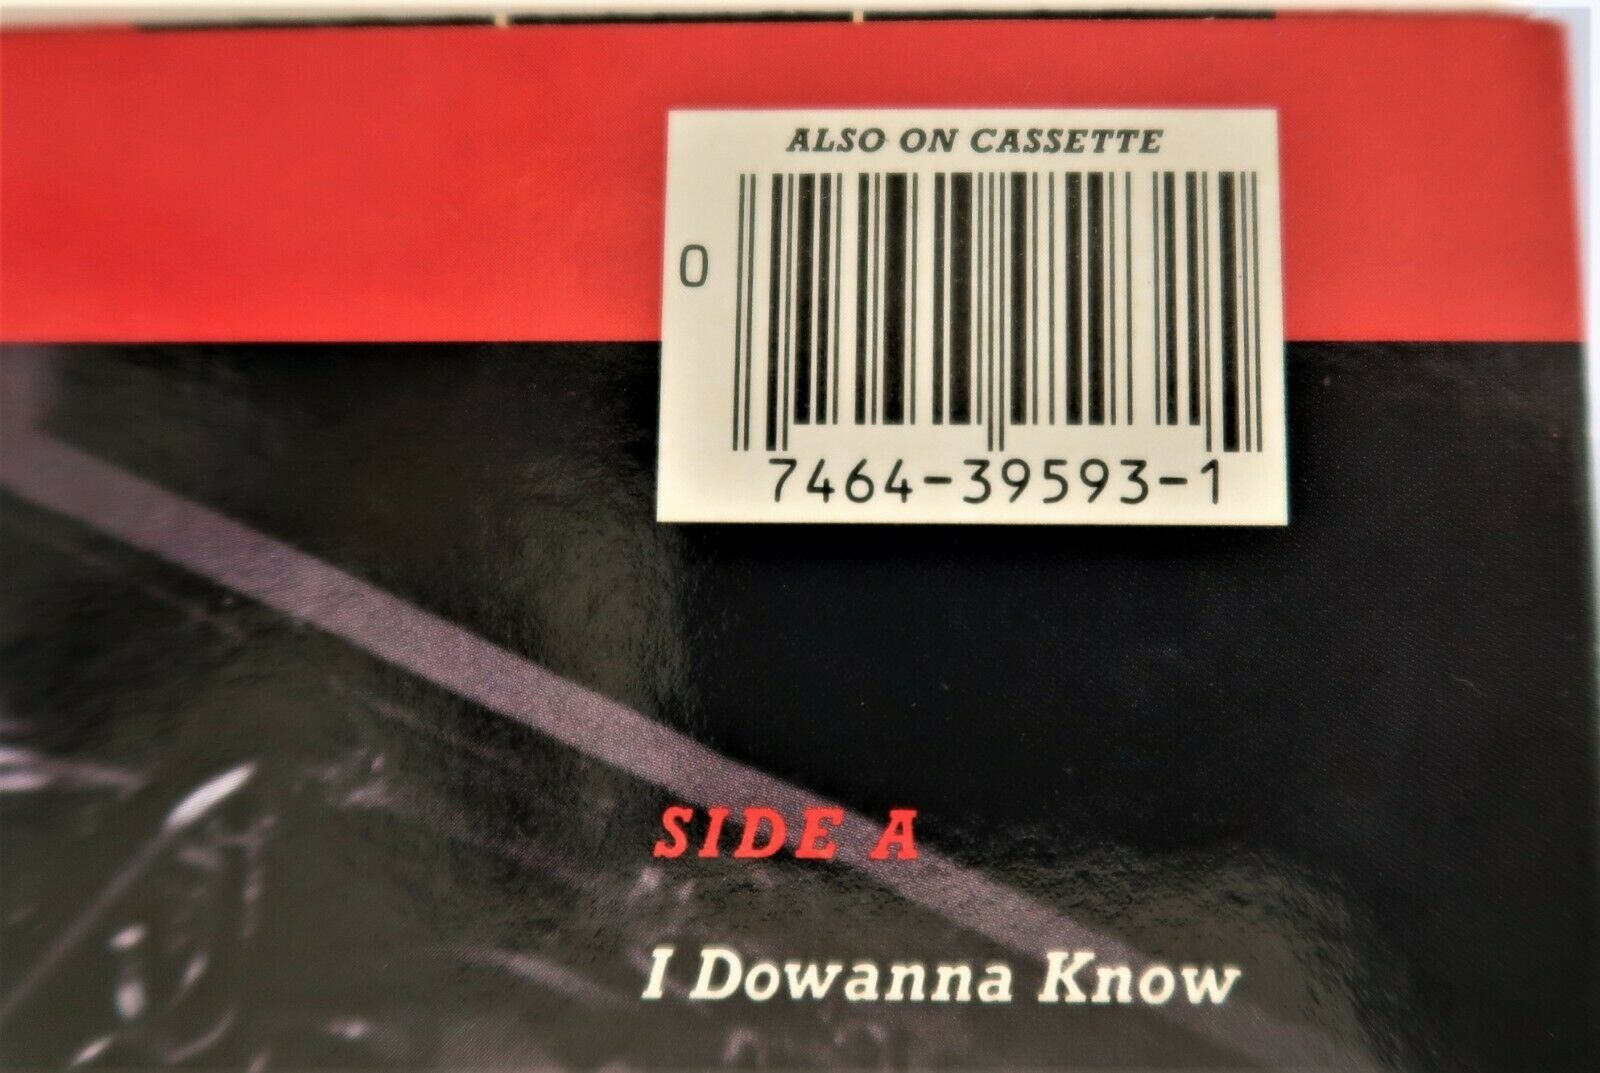 ALSO ON CASSETTE
0
7464-39593-1
SIDE A
I Dowanna Know